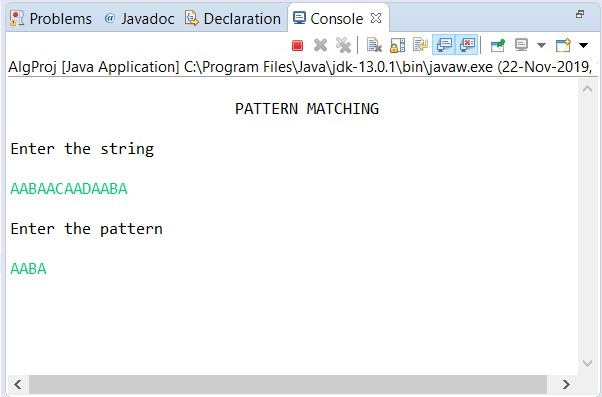 Problems @ Javadoc Declaration Console
AlgProj [Java Application] C:\Program Files\Java\jdk-13.0.1\bin\javaw.exe (22-Nov-2019,
PATTERN MATCHING
Enter the string
AABAACAADAABA
Enter the pattern
AABA